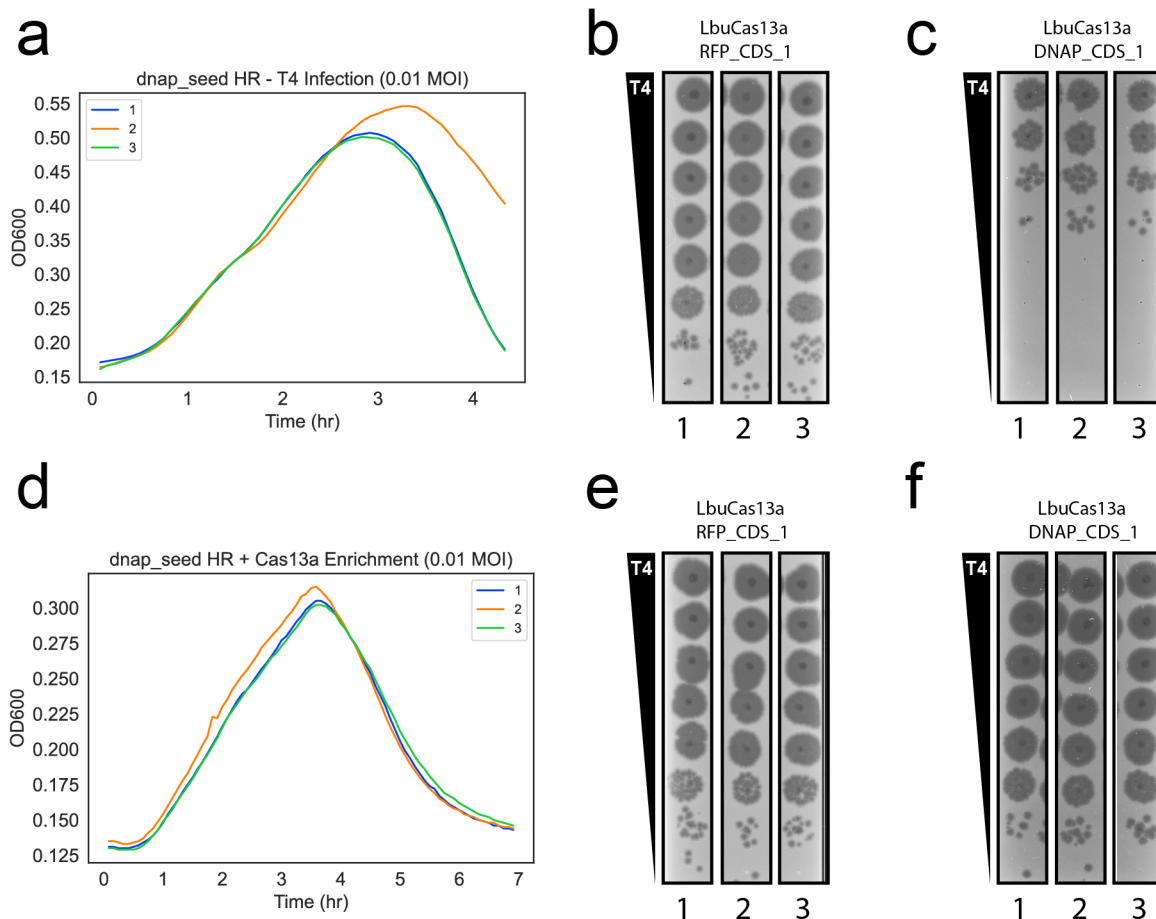 a
dnap_seed HR - T4 Infection (0.01 MOI)
OD600
0.55
0.50
0.45
0.40
0.35
0.30
0.25
0.20
0.15
1
2
3
0 1 2 3 4
Time (hr)
b
LbuCas13a
RFP_CDS_1
T4
1 2 3
c
LbuCas13a
DNAP_CDS_1
T4
1 2 3
d
dnap_seed HR + Cas13a Enrichment (0.01 MOI)
OD600
0.300
0.275
0.250
0.225
0.200
0.175
0.150
0.125
1
2
3
0 1 2 3 4 5 6 7
Time (hr)
e
LbuCas13a
RFP_CDS_1
T4
1 2 3
f
LbuCas13a
DNAP_CDS_1
T4
1 2 3